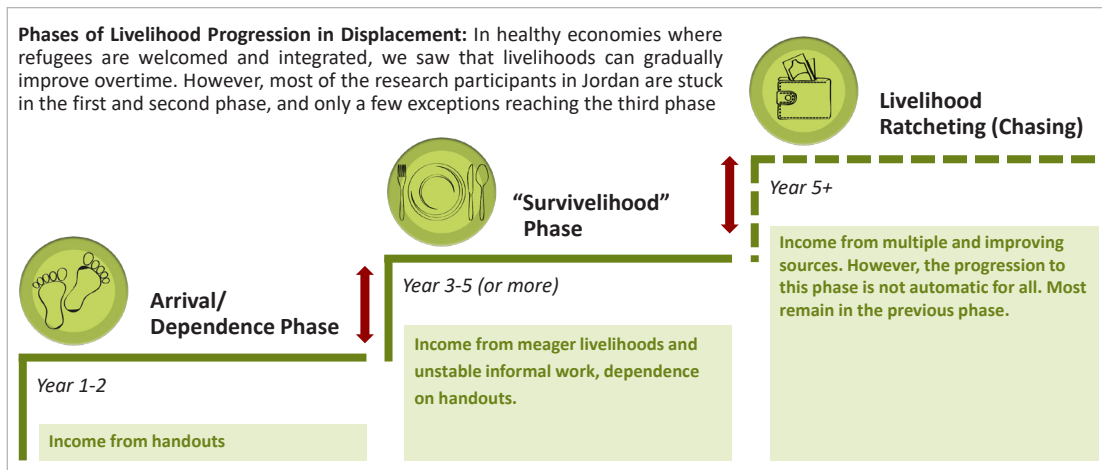 Phases of Livelihood Progression in Displacement: In healthy economies where
refugees are welcomed and integrated, we saw that livelihoods can gradually
improve overtime. However, most of the research participants in Jordan are stuck
in the first and second phase, and only a few exceptions reaching the third phase
Arrival/
Dependence Phase
Year 1-2
Income from handouts
“Survivelihood”
Phase
Year 3-5 (or more)
Income from meager livelihoods and
unstable informal work, dependence
on handouts.
Livelihood
Ratcheting (Chasing)
Year 5+
Income from multiple and improving
sources. However, the progression to
this phase is not automatic for all. Most
remain in the previous phase.